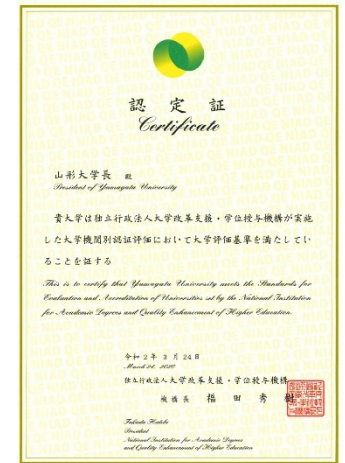 認定証
Certificate
山形大学長 殿
President of Yamagata University
貴大学は独立行政法人大学改革支援・学位授与機構が実施
した大学機関別認証評価において大学評価基準を満たしてい
ることを証する
This is to certify that Yamagata University meets the Standards for
Evaluation and Accreditation of Universities set by the National Institution
for Academic Degrees and Quality Enhancement of Higher Education.
令和2年3月24日
March 24, 2020
独立行政法人大学改革支援・学位授与機構
機構長 福田秀樹
Fukuda Hideki
President
National Institution for Academic Degrees
and Quality Enhancement of Higher Education